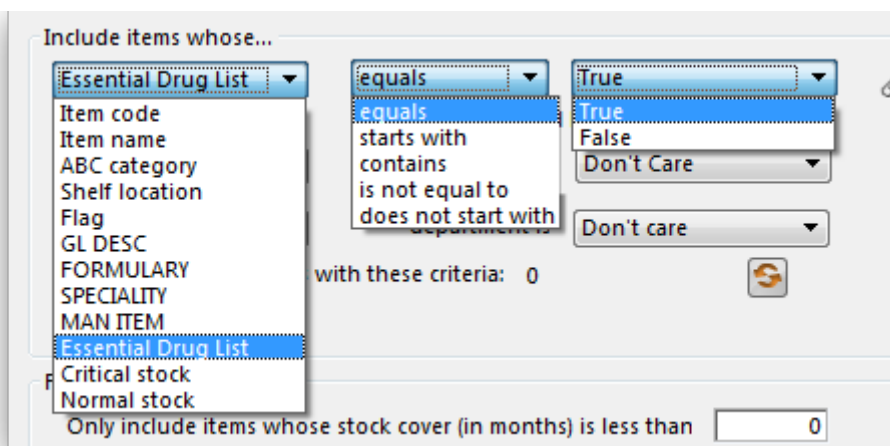 Include items whose...
Essential Drug List equals True
Item code
Item name
ABC category
Shelf location
Flag
GL DESC
FORMULARY
SPECIALITY
MAN ITEM
Essential Drug List
Critical stock
Normal stock
equals
starts with
contains
is not equal to
does not start with
True
False
Don't Care
Don't care
with these criteria: 0
Only include items whose stock cover (in months) is less than 0